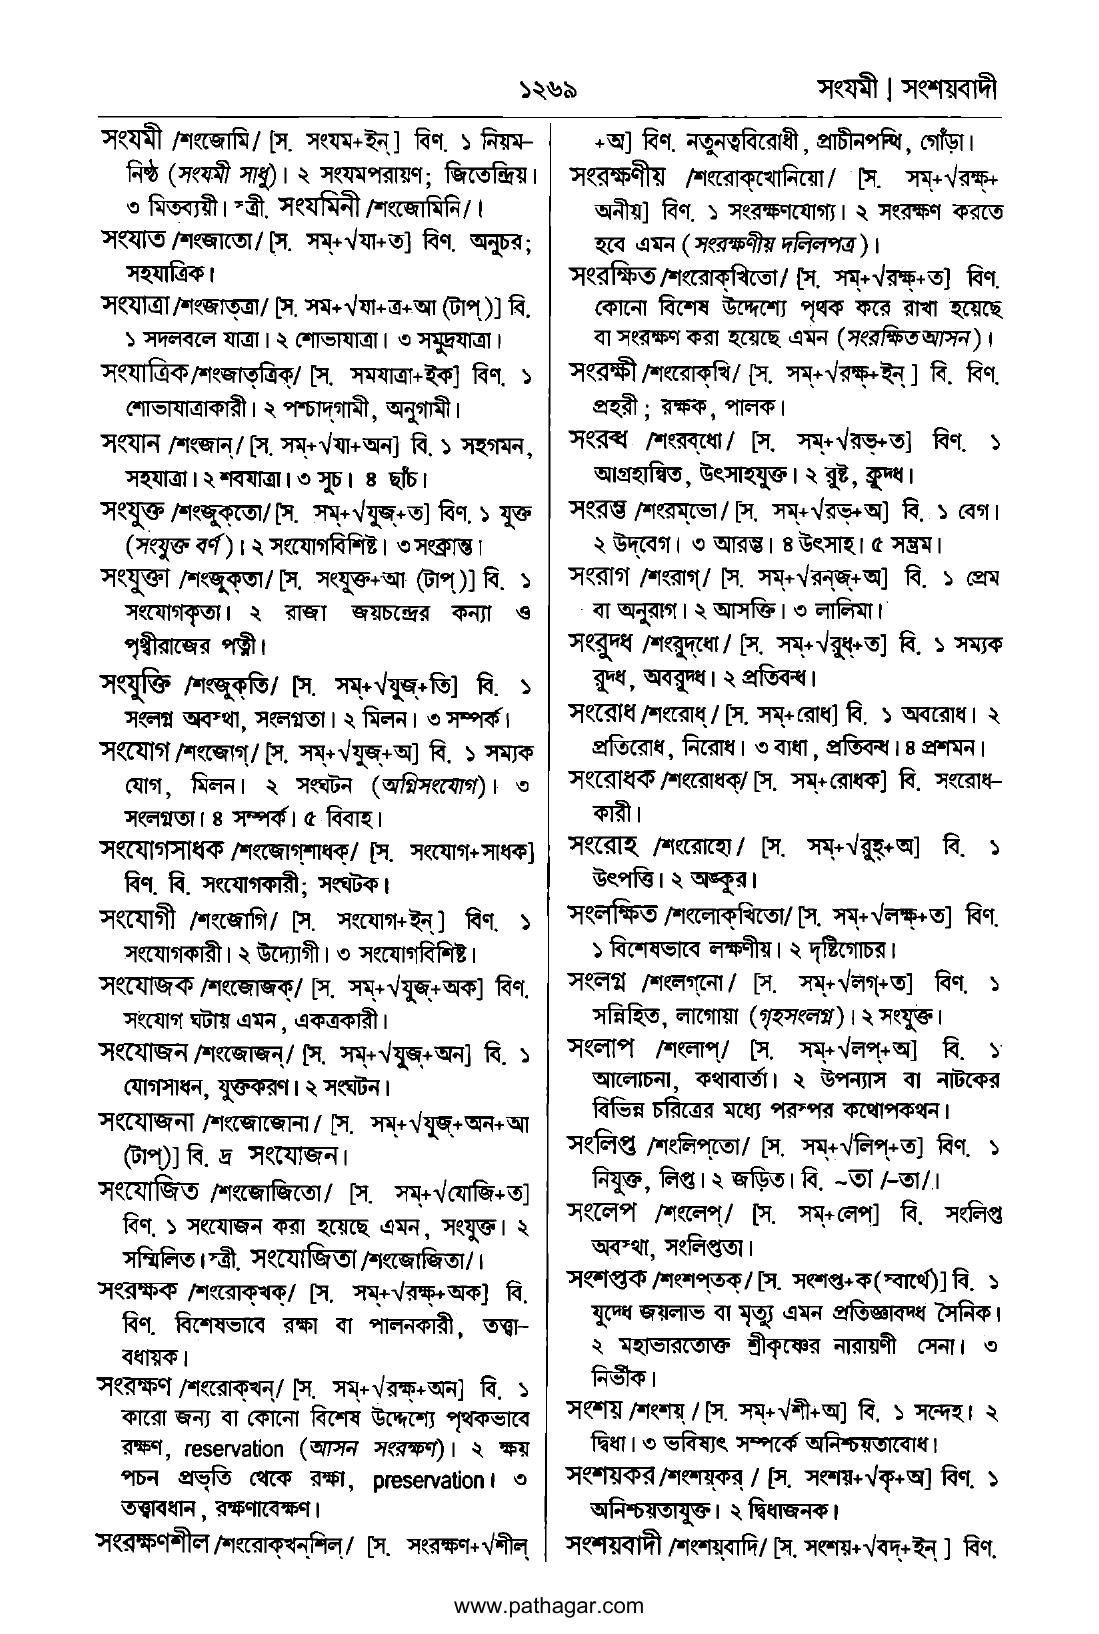 ১২৬৯
সংযমী | সংশয়বাদী
সংযমী /শংজোমি/ [স. সংযম+ইন্] বিণ. ১ নিয়ম–
নিষ্ঠ (সংযমী সাধু)। ২ সংযমপরায়ণ; জিতেন্দ্রিয়।
৩ মিতব্যয়ী। স্ত্রী. সংযমিনী /শংজোমিনি/।
সংযাত /শংজাতো/ [স. সম্+√যা+ত] বিণ. অনুচর;
সহযাত্রিক।
সংযাত্রা /শংজাত্‌ত্রা/ [স. সম+√যা+ত্র+আ (টাপ্)] বি.
১ সদলবলে যাত্রা। ২ শোভাযাত্রা। ৩ সমুদ্রযাত্রা।
সংযাত্রিক /শংজাত্‌ত্রিক্/ [স. সমযাত্রা+ইক] বিণ. ১
শোভাযাত্রাকারী। ২ পশ্চাদ্‌গামী, অনুগামী।
সংযান /শংজান্/ [স. সম্+√যা+অন] বি. ১ সহগমন,
সহযাত্রা। ২ শবযাত্রা। ৩ সূচ। ৪ ছাঁচ।
সংযুক্ত /শংজুক্‌তো/ [স. সম্+√যুজ্+ত] বিণ. ১ যুক্ত
(সংযুক্ত বর্ণ)। ২ সংযোগবিশিষ্ট। ৩ সংক্রান্ত।
সংযুক্তা /শংজুক্‌তা/ [স. সংযুক্ত+আ (টাপ্)] বি. ১
সংযোগকৃতা। ২ রাজা জয়চন্দ্রের কন্যা ও
পৃথ্বীরাজের পত্নী।
সংযুক্তি /শংজুক্‌তি/ [স. সম্+√যুজ্+তি] বি. ১
সংলগ্ন অবস্থা, সংলগ্নতা। ২ মিলন। ৩ সম্পর্ক।
সংযোগ /শংজোগ্/ [স. সম্+√যুজ্+অ] বি. ১ সম্যক
যোগ, মিলন। ২ সংঘটন (অগ্নিসংযোগ)। ৩
সংলগ্নতা। ৪ সম্পর্ক। ৫ বিবাহ।
সংযোগসাধক /শংজোগ্‌শাধক্/ [স. সংযোগ+সাধক]
বিণ. বি. সংযোগকারী; সংঘটক।
সংযোগী /শংজোগি/ [স. সংযোগ+ইন্] বিণ. ১
সংযোগকারী। ২ উদ্যোগী। ৩ সংযোগবিশিষ্ট।
সংযোজক /শংজোজক্/ [স. সম্+√যুজ্+অক] বিণ.
সংযোগ ঘটায় এমন, একত্রকারী।
সংযোজন /শংজোজন্/ [স. সম্+√যুজ্+অন] বি. ১
যোগসাধন, যুক্তকরণ। ২ সংঘটন।
সংযোজনা /শংজোজোনা/ [স. সম্+√যুজ্+অন+আ
(টাপ্)] বি. দ্র সংযোজন।
সংযোজিত /শংজোজিতো/ [স. সম্+√যোজি+ত]
বিণ. ১ সংযোজন করা হয়েছে এমন, সংযুক্ত। ২
সম্মিলিত। স্ত্রী. সংযোজিতা /শংজোজিতা/।
সংরক্ষক /শংরোক্‌খক্/ [স. সম্+√রক্ষ্+অক] বি.
বিণ. বিশেষভাবে রক্ষা বা পালনকারী, তত্ত্বা–
বধায়ক।
সংরক্ষণ /শংরোক্‌খন্/ [স. সম্+√রক্ষ্+অন] বি. ১
কারো জন্য বা কোনো বিশেষ উদ্দেশ্যে পৃথকভাবে
রক্ষণ, reservation (আসন সংরক্ষণ)। ২ ক্ষয়
পচন প্রভৃতি থেকে রক্ষা, preservation। ৩
তত্ত্বাবধান, রক্ষণাবেক্ষণ।
সংরক্ষণশীল /শংরোক্‌খন্‌শিল্/ [স. সংরক্ষণ+√শীল্
+অ] বিণ. নতুনত্ববিরোধী, প্রাচীনপন্থি, গোঁড়া।
সংরক্ষণীয় /শংরোক্‌খোনিয়ো/ [স. সম্+√রক্ষ্+
অনীয়] বিণ. ১ সংরক্ষণযোগ্য। ২ সংরক্ষণ করতে
হবে এমন (সংরক্ষণীয় দলিলপত্র)।
সংরক্ষিত /শংরোক্‌খিতো/ [স. সম্+√রক্ষ্+ত] বিণ.
কোনো বিশেষ উদ্দেশ্যে পৃথক করে রাখা হয়েছে
বা সংরক্ষণ করা হয়েছে এমন (সংরক্ষিত আসন)।
সংরক্ষী /শংরোক্‌খি/ [স. সম্+√রক্ষ্+ইন্] বি. বিণ.
প্রহরী; রক্ষক, পালক।
সংরব্ধ /শংরব্‌ধো/ [স. সম্+√রভ্+ত] বিণ. ১
আগ্রহান্বিত, উৎসাহযুক্ত। ২ রুষ্ট, ক্রুদ্ধ।
সংরম্ভ /শংরম্‌ভো/ [স. সম্+√রভ্+অ] বি. ১ বেগ।
২ উদ্‌বেগ। ৩ আরম্ভ। ৪ উৎসাহ। ৫ সম্ভ্রম।
সংরাগ /শংরাগ্/ [স. সম্+√রন্‌জ্+অ] বি. ১ প্রেম
বা অনুরাগ। ২ আসক্তি। ৩ লালিমা।
সংরুদ্ধ /শংরুদ্‌ধো/ [স. সম্+√রুধ্+ত] বি. ১ সম্যক
রুদ্ধ, অবরুদ্ধ। ২ প্রতিবন্ধ।
সংরোধ /শংরোধ্/ [স. সম্+রোধ] বি. ১ অবরোধ। ২
প্রতিরোধ, নিরোধ। ৩ বাধা, প্রতিবন্ধ। ৪ প্রশমন।
সংরোধক /শংরোধক্/ [স. সম্+রোধক] বি. সংরোধ–
কারী।
সংরোহ /শংরোহো/ [স. সম্+√রুহ্+অ] বি. ১
উৎপত্তি। ২ অঙ্কুর।
সংলক্ষিত /শংলোক্‌খিতো/ [স. সম্+√লক্ষ্+ত] বিণ.
১ বিশেষভাবে লক্ষণীয়। ২ দৃষ্টিগোচর।
সংলগ্ন /শংলগ্‌নো/ [স. সম্+√লগ্+ত] বিণ. ১
সন্নিহিত, লাগোয়া (গৃহসংলগ্ন)। ২ সংযুক্ত।
সংলাপ /শংলাপ্/ [স. সম্+√লপ্+অ] বি. ১
আলোচনা, কথাবার্তা। ২ উপন্যাস বা নাটকের
বিভিন্ন চরিত্রের মধ্যে পরস্পর কথোপকথন।
সংলিপ্ত /শংলিপ্‌তো/ [স. সম্+√লিপ্+ত] বিণ. ১
নিযুক্ত, লিপ্ত। ২ জড়িত। বি. ~তা /–তা/।
সংলেপ /শংলেপ্/ [স. সম্+লেপ] বি. সংলিপ্ত
অবস্থা, সংলিপ্ততা।
সংশপ্তক /শংশপ্‌তক্/ [স. সংশপ্ত+ক(স্বার্থে)] বি. ১
যুদ্ধে জয়লাভ বা মৃত্যু এমন প্রতিজ্ঞাবদ্ধ সৈনিক।
২ মহাভারতোক্ত শ্রীকৃষ্ণের নারায়ণী সেনা। ৩
নির্ভীক।
সংশয় /শংশয়্/ [স. সম্+√শী+অ] বি. ১ সন্দেহ। ২
দ্বিধা। ৩ ভবিষ্যৎ সম্পর্কে অনিশ্চয়তাবোধ।
সংশয়কর /শংশয়্‌কর্/ [স. সংশয়+√কৃ+অ] বিণ. ১
অনিশ্চয়তাযুক্ত। ২ দ্বিধাজনক।
সংশয়বাদী /শংশয়্‌বাদি/ [স. সংশয়+√বদ্+ইন্] বিণ.
www.pathagar.com